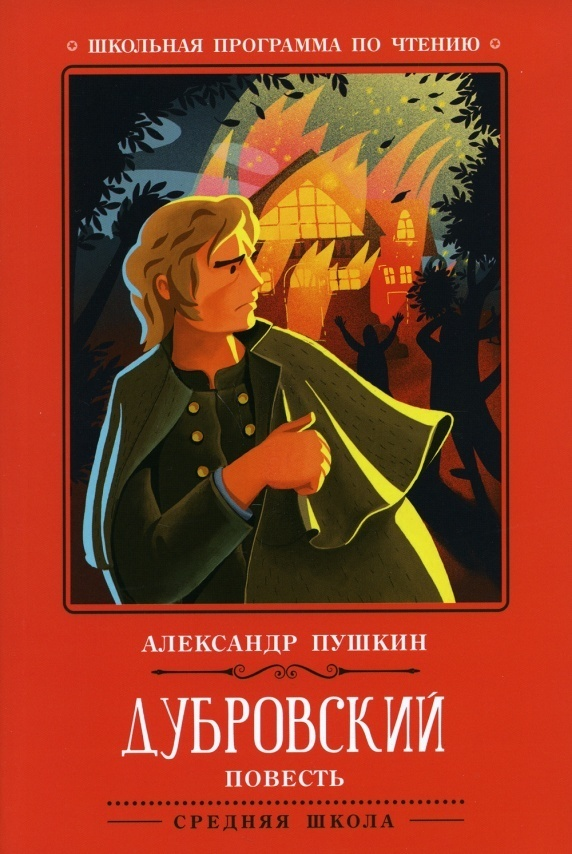 ШКОЛЬНАЯ ПРОГРАММА ПО ЧТЕНИЮ
АЛЕКСАНДР ПУШКИН
ДУБРОВСКИЙ
ПОВЕСТЬ
СРЕДНЯЯ ШКОЛА